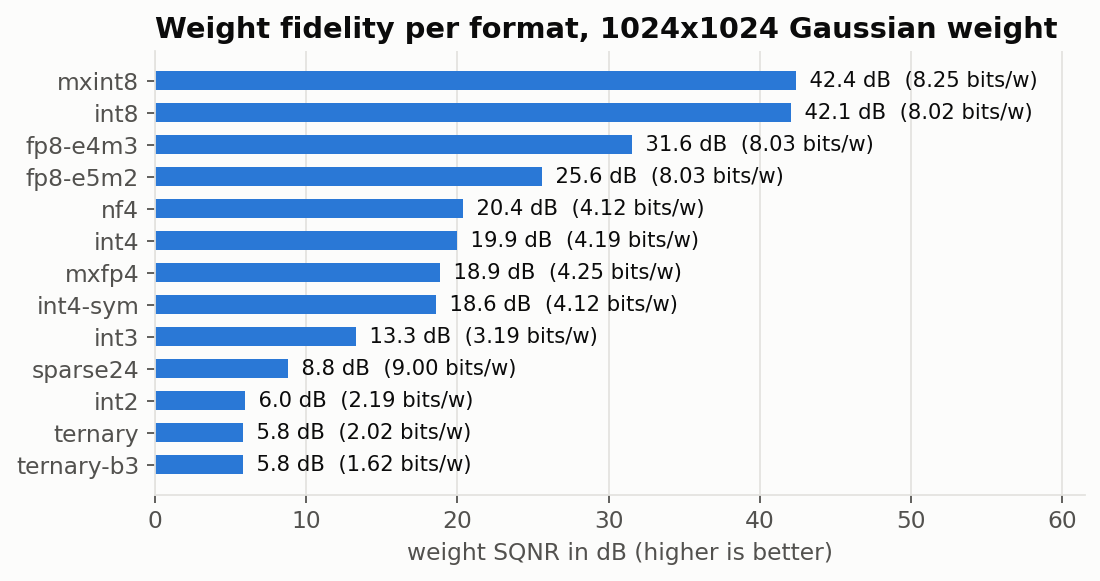 Weight fidelity per format, 1024x1024 Gaussian weight
mxint8 42.4 dB (8.25 bits/w)
int8 42.1 dB (8.02 bits/w)
fp8-e4m3 31.6 dB (8.03 bits/w)
fp8-e5m2 25.6 dB (8.03 bits/w)
nf4 20.4 dB (4.12 bits/w)
int4 19.9 dB (4.19 bits/w)
mxfp4 18.9 dB (4.25 bits/w)
int4-sym 18.6 dB (4.12 bits/w)
int3 13.3 dB (3.19 bits/w)
sparse24 8.8 dB (9.00 bits/w)
int2 6.0 dB (2.19 bits/w)
ternary 5.8 dB (2.02 bits/w)
ternary-b3 5.8 dB (1.62 bits/w)
0 10 20 30 40 50 60
weight SQNR in dB (higher is better)